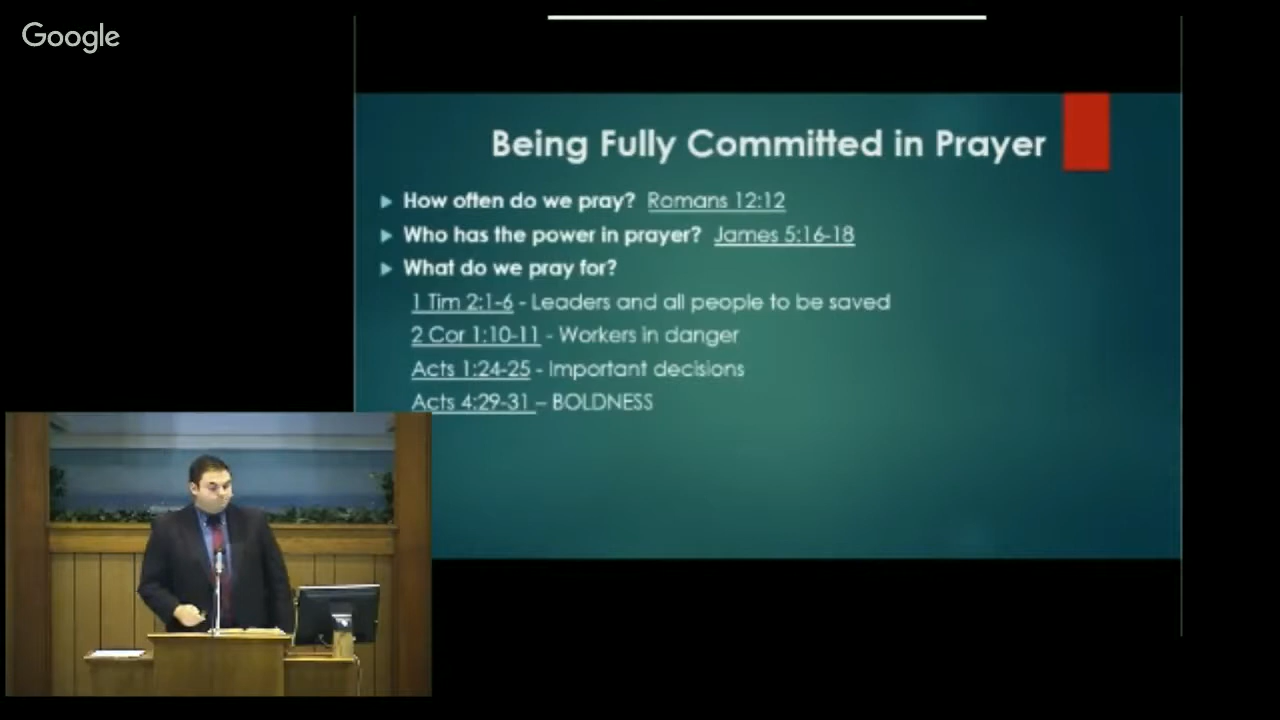 Google
Being Fully Committed in Prayer
How often do we pray? Romans 12:12
Who has the power in prayer? James 5:16-18
What do we pray for?
1 Tim 2:1-6 - Leaders and all people to be saved
2 Cor 1:10-11 - Workers in danger
Acts 1:24-25 - Important decisions
Acts 4:29-31 – BOLDNESS